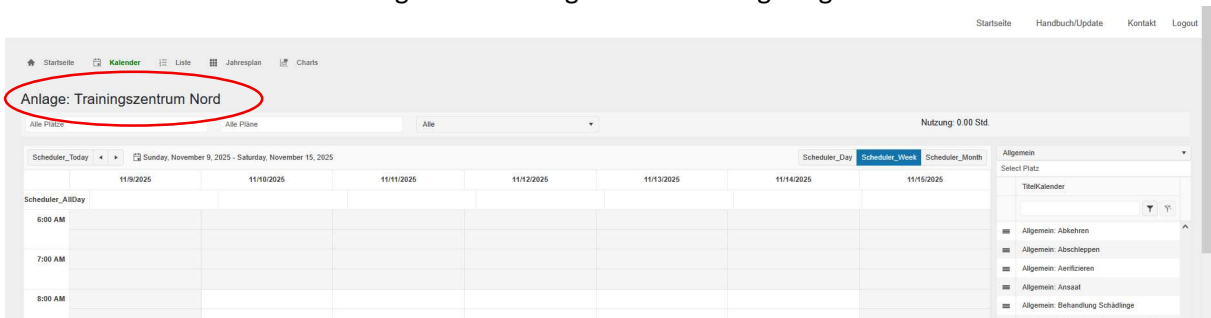 Startseite Handbuch/Update Kontakt Logout
Startseite Kalender Liste Jahresplan Charts
Anlage: Trainingszentrum Nord
Alle Plätze Alle Pläne Alle Nutzung: 0.00 Std.
Scheduler_Today Sunday, November 9, 2025 - Saturday, November 15, 2025 Scheduler_Day Scheduler_Week Scheduler_Month
11/9/2025 11/10/2025 11/11/2025 11/12/2025 11/13/2025 11/14/2025 11/15/2025
Scheduler_AllDay
6:00 AM
7:00 AM
8:00 AM
Allgemein
Select Platz
TitelKalender
Allgemein: Abkehren
Allgemein: Abschleppen
Allgemein: Aerifizieren
Allgemein: Ansaat
Allgemein: Behandlung Schädlinge